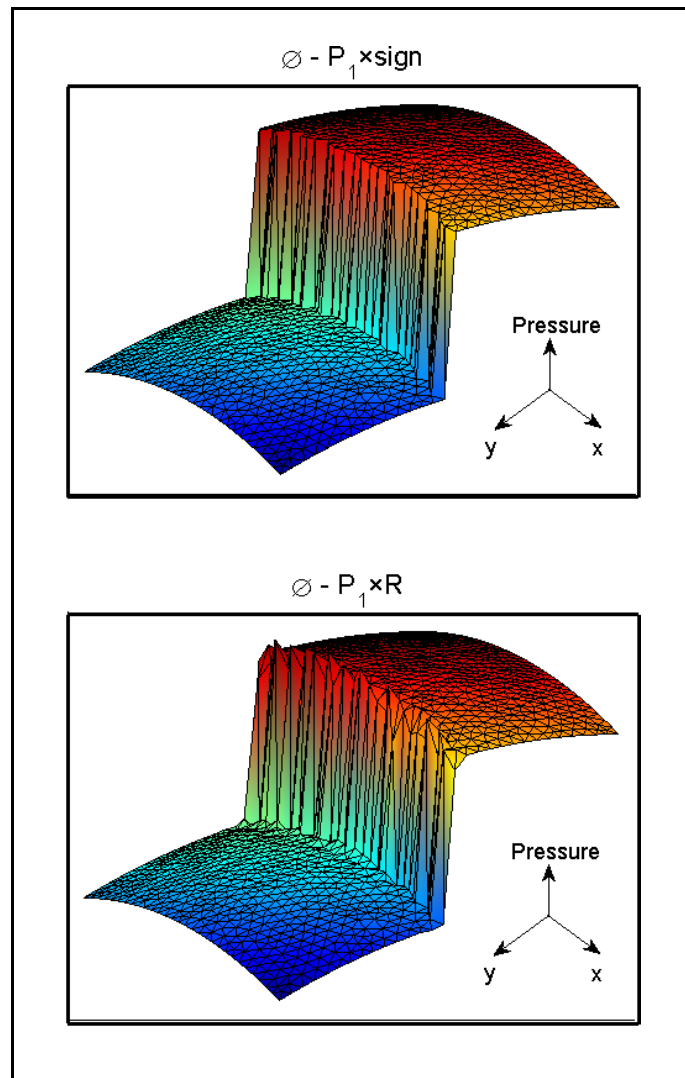 ∅ - P₁×sign
Pressure
y
x
∅ - P₁×R
Pressure
y
x